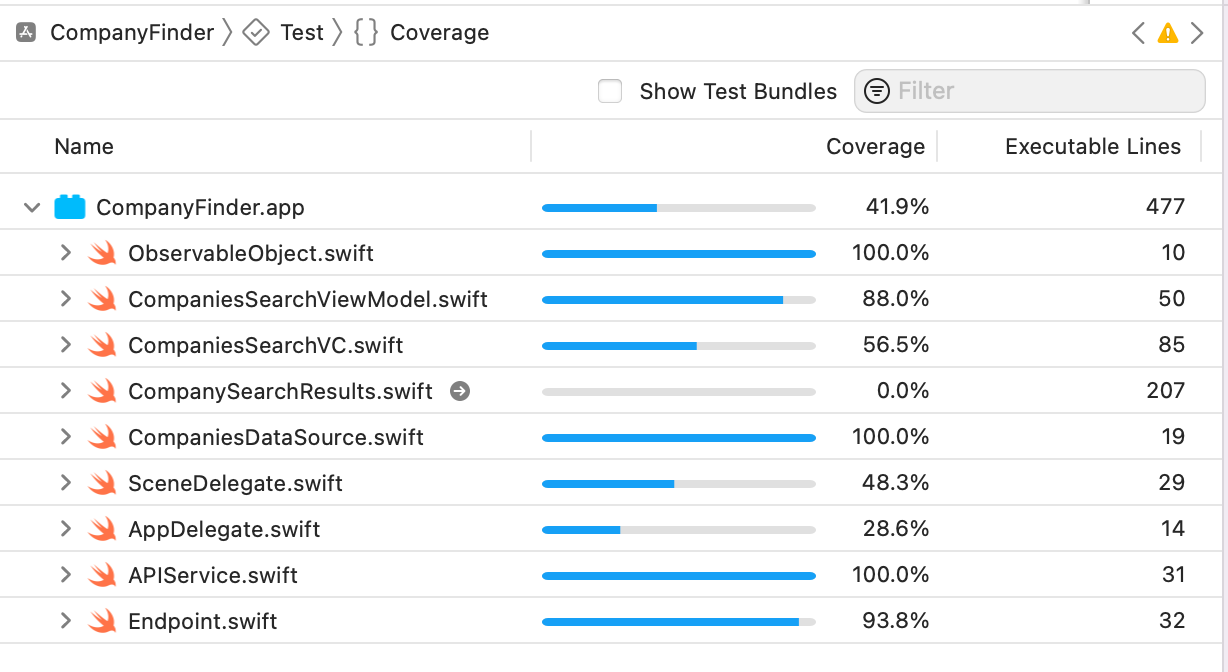 CompanyFinder Test { } Coverage
Show Test Bundles Filter
Name Coverage Executable Lines
CompanyFinder.app 41.9% 477
ObservableObject.swift 100.0% 10
CompaniesSearchViewModel.swift 88.0% 50
CompaniesSearchVC.swift 56.5% 85
CompanySearchResults.swift 0.0% 207
CompaniesDataSource.swift 100.0% 19
SceneDelegate.swift 48.3% 29
AppDelegate.swift 28.6% 14
APIService.swift 100.0% 31
Endpoint.swift 93.8% 32